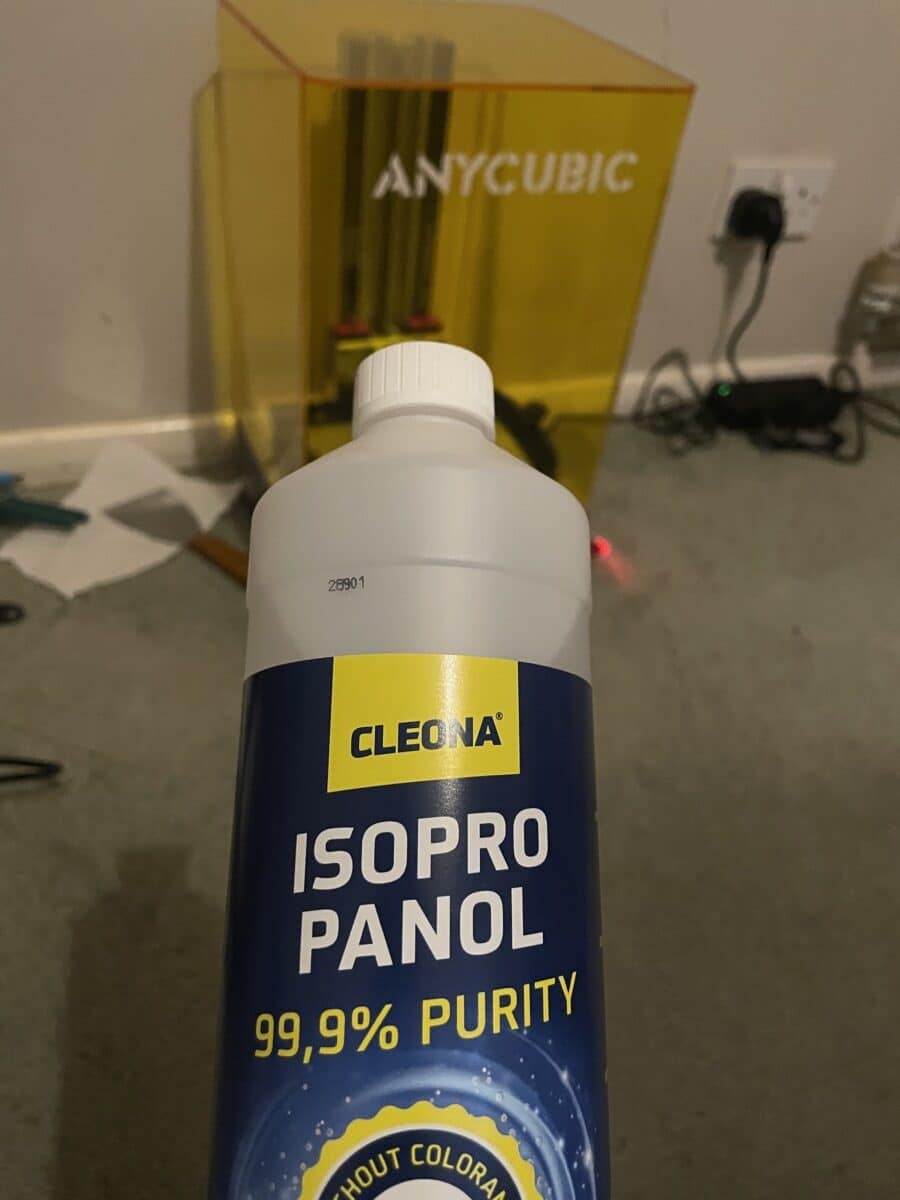 ANYCUBIC
CLEONA®
ISOPRO
PANOL
99,9% PURITY